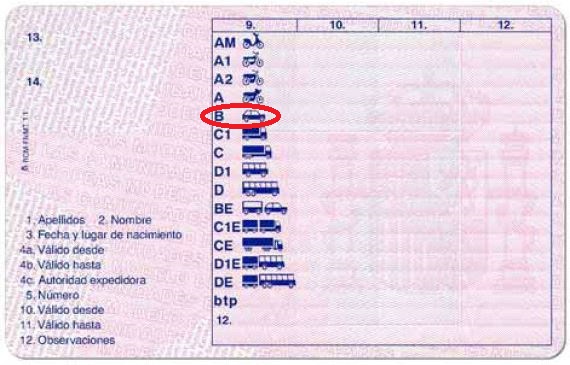 9. 10. 11. 12.
13.
AM
A1
A2
14.
A
B
C1
C
D1
D
BE
1. Apellidos 2. Nombre
C1E
3. Fecha y lugar de nacimiento
CE
4a. Válido desde
4b. Válido hasta
D1E
4c. Autoridad expedidora
DE
5. Número
btp
10. Válido desde
11. Válido hasta
12.
12. Observaciones